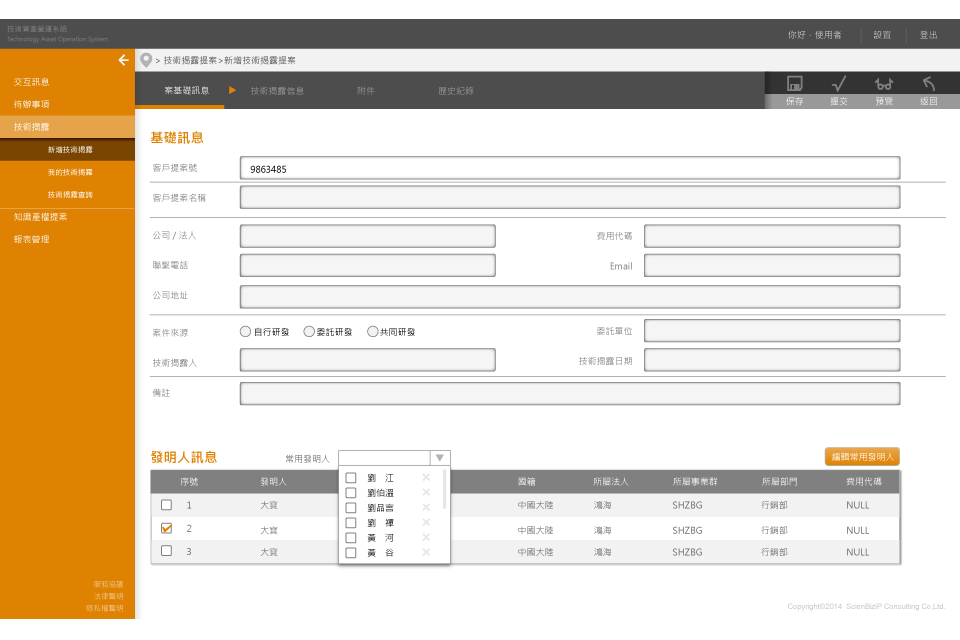 技術資產營運系統
Technology Asset Operation System
你好‧使用者 設置 登出
> 技術揭露提案>新增技術揭露提案
交互訊息
待辦事項
技術揭露
新增技術揭露
我的技術揭露
技術揭露查詢
知識產權提案
報表管理
服務協議
法律聲明
隱私權聲明
案基礎訊息 技術揭露信息 附件 歷史紀錄
保存 提交 預覽 返回
基礎訊息
客戶提案號 9863485
客戶提案名稱
公司 / 法人 費用代碼
聯繫電話 Email
公司地址
案件來源 自行研發 委託研發 共同研發 委託單位
技術揭露人 技術揭露日期
備註
發明人訊息 常用發明人 編輯常用發明人
序號 發明人 國籍 所屬法人 所屬事業群 所屬部門 費用代碼
1 大寶 中國大陸 鴻海 SHZBG 行銷部 NULL
2 大寶 中國大陸 鴻海 SHZBG 行銷部 NULL
3 大寶 中國大陸 鴻海 SHZBG 行銷部 NULL
劉 江
劉伯溫
劉品言
劉 禪
黃 河
黃 谷
Copyright©2014 ScienBiziP Consulting Co,Ltd.